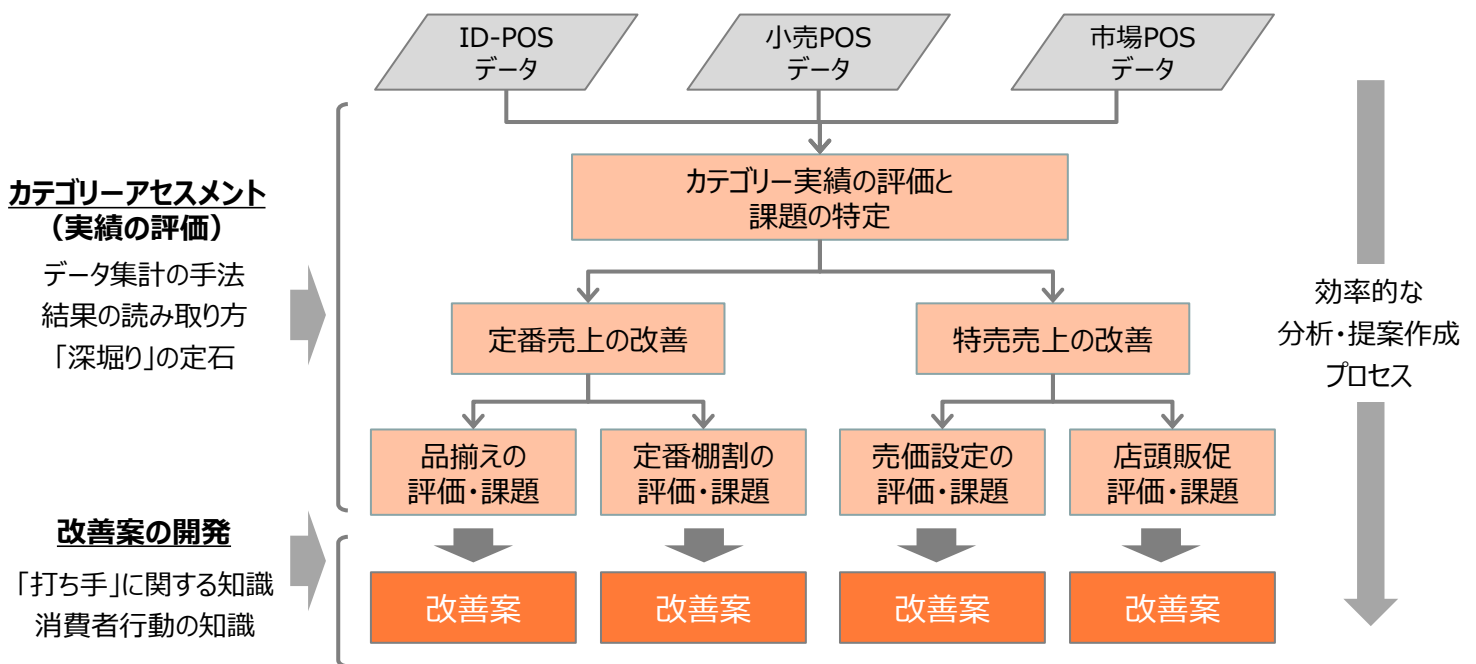 ID-POS
データ
小売POS
データ
市場POS
データ
カテゴリー実績の評価と
課題の特定
カテゴリーアセスメント
（実績の評価）
データ集計の手法
結果の読み取り方
「深堀り」の定石
定番売上の改善
特売売上の改善
効率的な
分析・提案作成
プロセス
品揃えの
評価・課題
定番棚割の
評価・課題
売価設定の
評価・課題
店頭販促
評価・課題
改善案の開発
「打ち手」に関する知識
消費者行動の知識
改善案
改善案
改善案
改善案